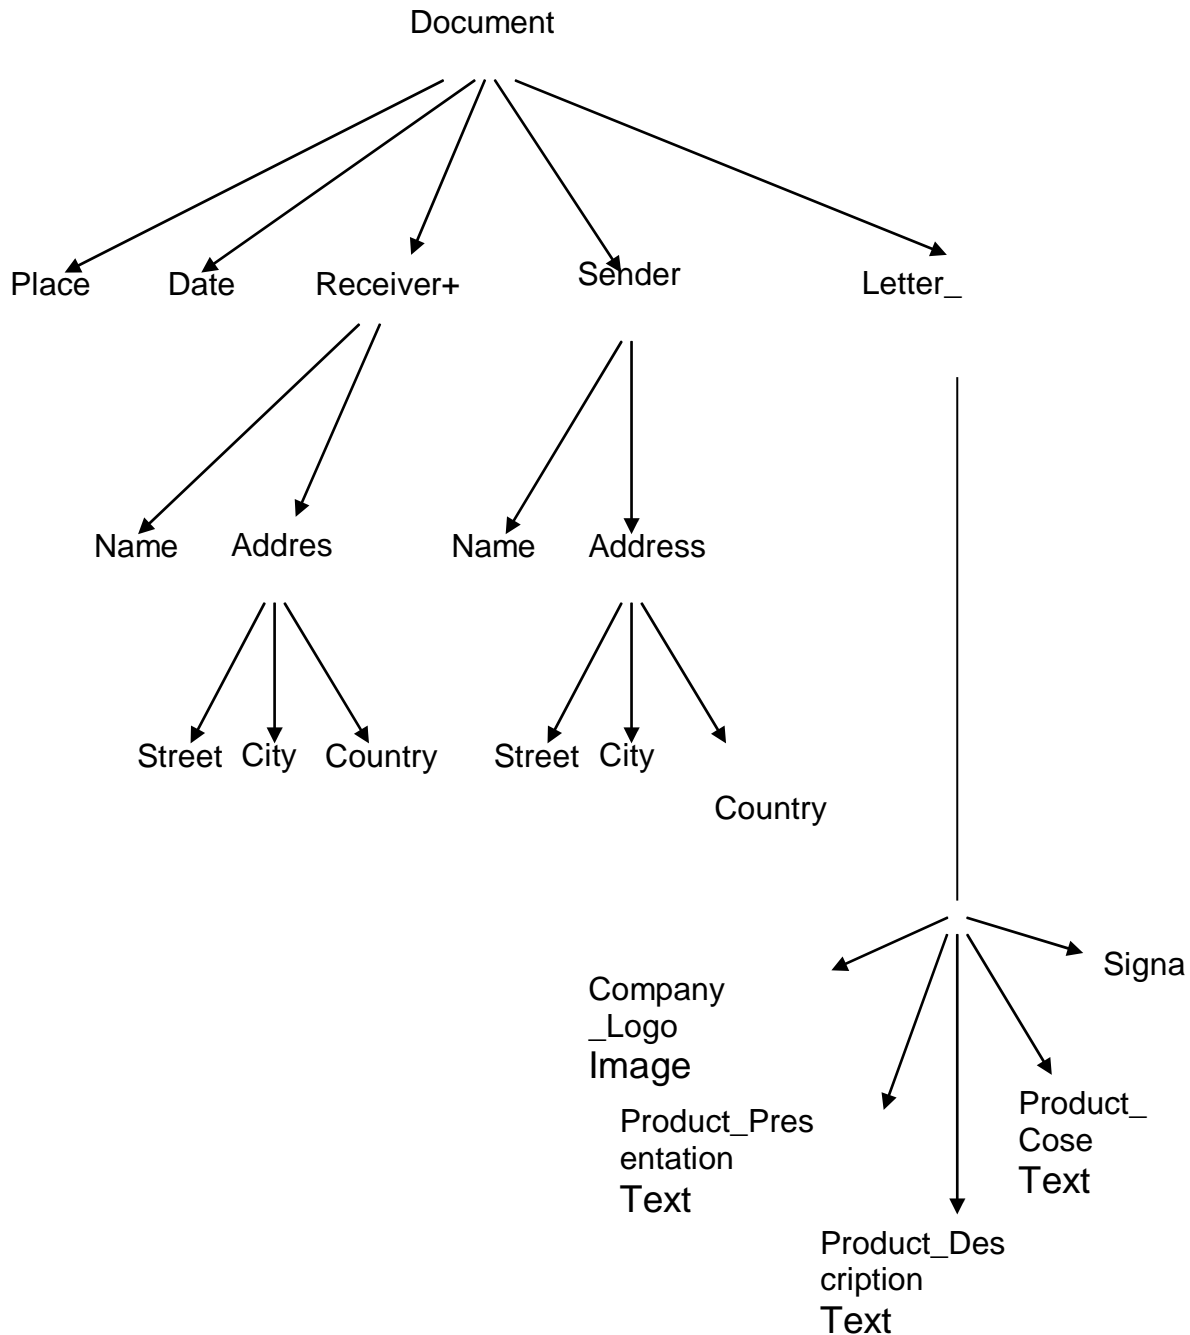 Document
Place
Date
Receiver+
Sender
Letter_
Name
Addres
Name
Address
Street
City
Country
Street
City
Country
Company
_Logo
Image
Signa
Product_Pres
entation
Text
Product_
Cose
Text
Product_Des
cription
Text